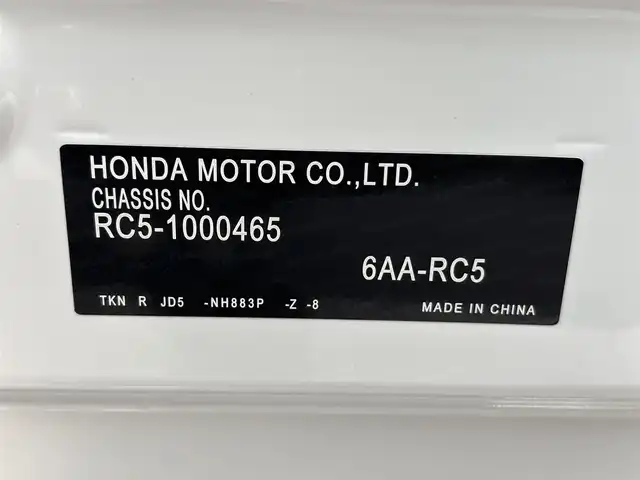 HONDA MOTOR CO.,LTD.
CHASSIS NO.
RC5-1000465
6AA-RC5
TKN R JD5 -NH883P -Z -8
MADE IN CHINA